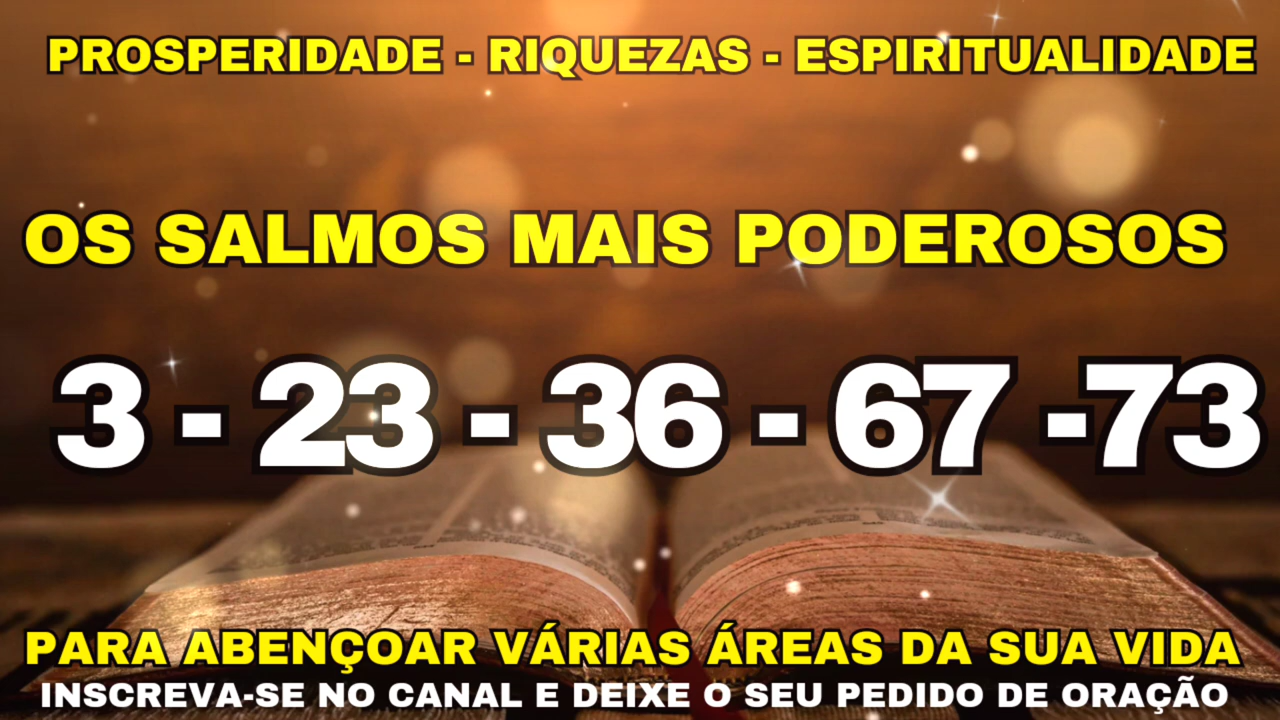 PROSPERIDADE - RIQUEZAS - ESPIRITUALIDADE
OS SALMOS MAIS PODEROSOS
3 - 23 - 36 - 67 -73
PARA ABENÇOAR VÁRIAS ÁREAS DA SUA VIDA
INSCREVA-SE NO CANAL E DEIXE O SEU PEDIDO DE ORAÇÃO